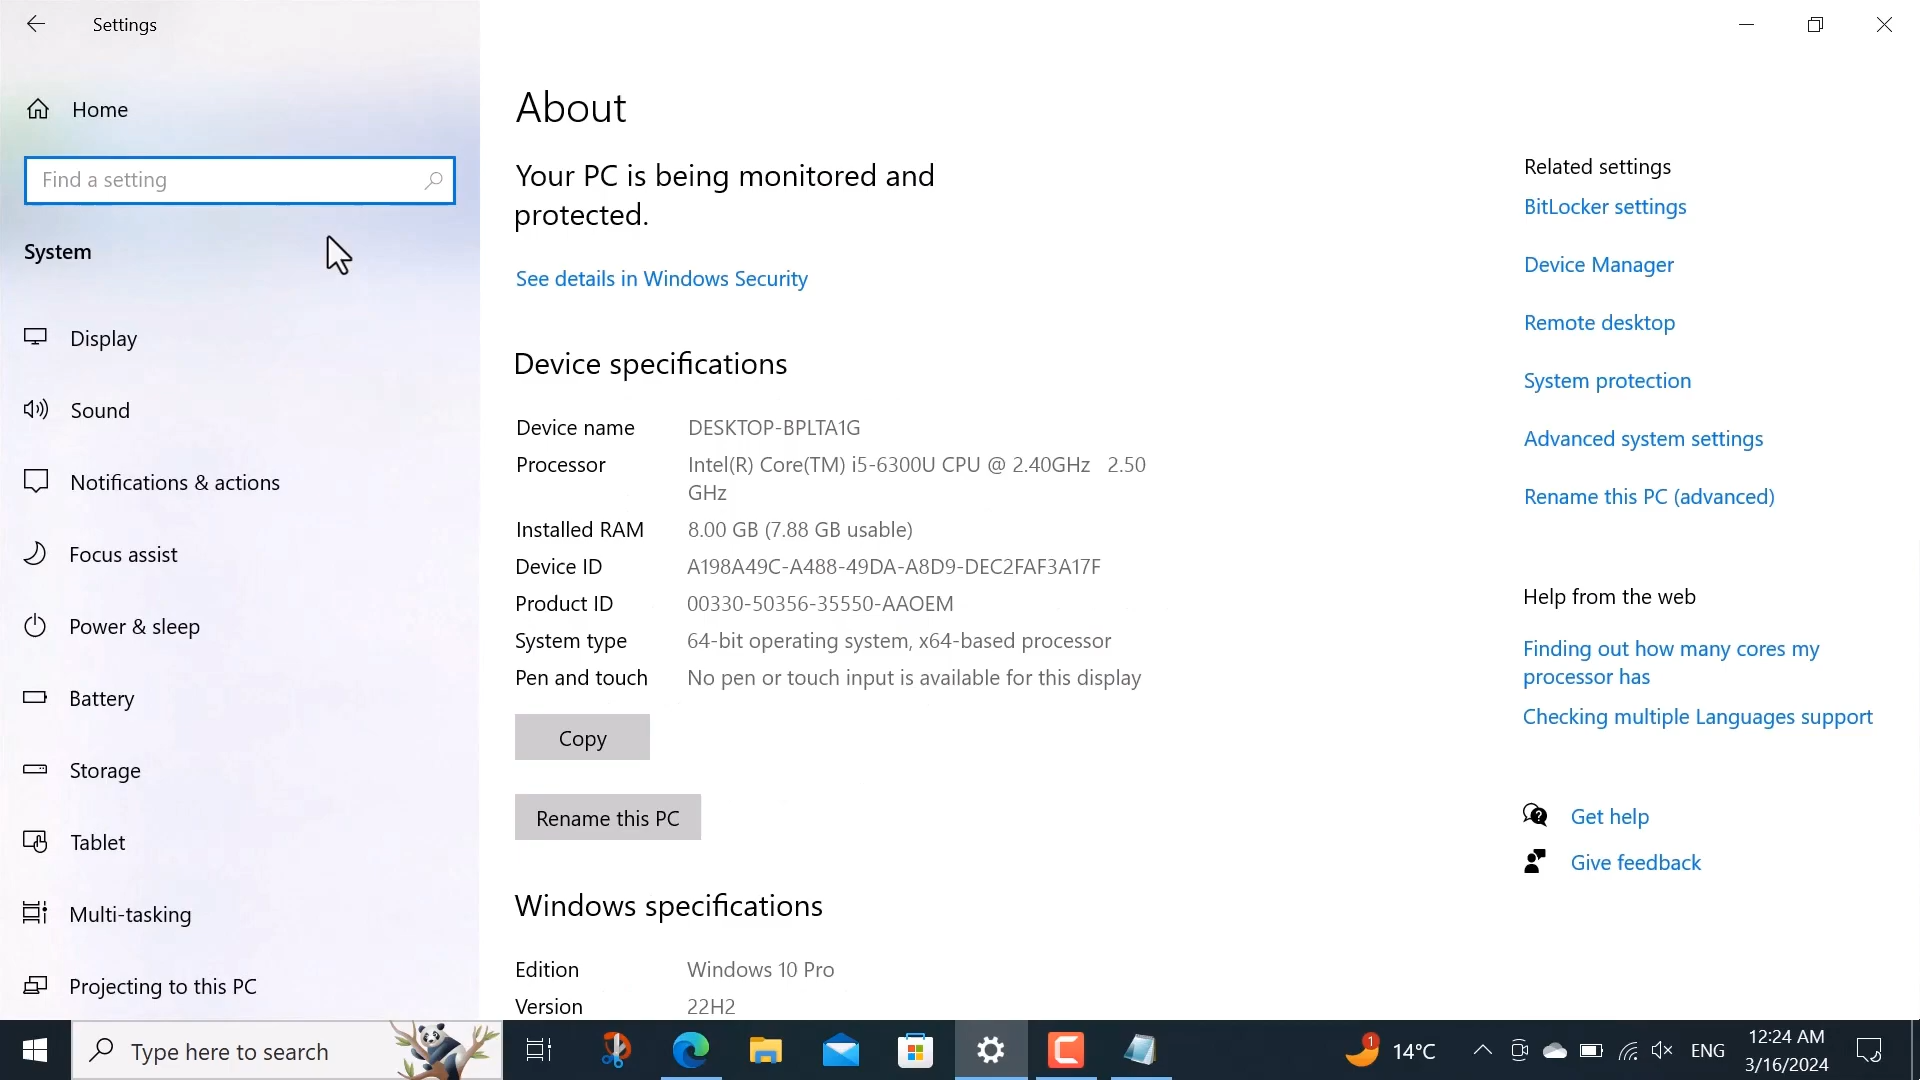 Settings
Home
Find a setting
System
Display
Sound
Notifications & actions
Focus assist
Power & sleep
Battery
Storage
Tablet
Multi-tasking
Projecting to this PC
About
Your PC is being monitored and
protected.
See details in Windows Security
Device specifications
Device name DESKTOP-BPLTA1G
Processor Intel(R) Core(TM) i5-6300U CPU @ 2.40GHz 2.50
GHz
Installed RAM 8.00 GB (7.88 GB usable)
Device ID A198A49C-A488-49DA-A8D9-DEC2FAF3A17F
Product ID 00330-50356-35550-AAOEM
System type 64-bit operating system, x64-based processor
Pen and touch No pen or touch input is available for this display
Copy
Rename this PC
Windows specifications
Edition Windows 10 Pro
Version 22H2
Related settings
BitLocker settings
Device Manager
Remote desktop
System protection
Advanced system settings
Rename this PC (advanced)
Help from the web
Finding out how many cores my
processor has
Checking multiple Languages support
Get help
Give feedback
Type here to search
1
14°C
ENG
12:24 AM
3/16/2024